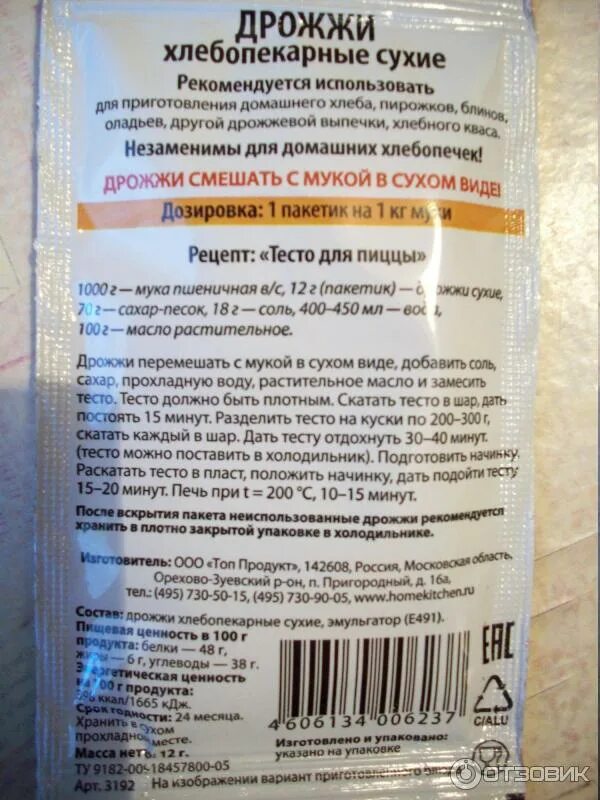 ДРОЖЖИ
хлебопекарные сухие
Рекомендуется использовать
для приготовления домашнего хлеба, пирожков, блинов,
оладьев, другой дрожжевой выпечки, хлебного кваса.
Незаменимы для домашних хлебопечек!
ДРОЖЖИ СМЕШАТЬ С МУКОЙ В СУХОМ ВИДЕ!
Дозировка: 1 пакетик на 1 кг муки
Рецепт: «Тесто для пиццы»
1000 г — мука пшеничная в/с, 12 г (пакетик) — дрожжи сухие,
70 г — сахар-песок, 18 г — соль, 400–450 мл — вода,
100 г — масло растительное.
Дрожжи перемешать с мукой в сухом виде, добавить соль,
сахар, прохладную воду, растительное масло и замесить
тесто. Тесто должно быть плотным. Скатать тесто в шар, дать
постоять 15 минут. Разделить тесто на куски по 200–300 г,
скатать каждый в шар. Дать тесту отдохнуть 30–40 минут.
(тесто можно поставить в холодильник). Подготовить начинку.
Раскатать тесто в пласт, положить начинку, дать подойти тесту
15–20 минут. Печь при t = 200 °C, 10–15 минут.
После вскрытия пакета неиспользованные дрожжи рекомендуется
хранить в плотно закрытой упаковке в холодильнике.
Изготовитель: ООО «Топ Продукт», 142608, Россия, Московская область,
Орехово-Зуевский р-он, п. Пригородный, д. 16а,
тел.: (495) 730-50-15, (495) 730-90-05, www.homekitchen.ru
Состав: дрожжи хлебопекарные сухие, эмульгатор (Е491).
Пищевая ценность в 100 г
продукта: белки — 48 г,
жиры — 6 г, углеводы — 38 г.
Энергетическая ценность
на 100 г продукта:
398 ккал/1665 кДж.
Срок годности: 24 месяца.
Хранить в сухом
прохладном месте.
Масса нетто: 12 г.
ТУ 9182-001-18457800-05
Арт. 3192
4 606134 006237
Изготовлено и упаковано:
указано на упаковке
На изображении вариант приготовленного
EAC
C/ALU
ОТЗОВИК